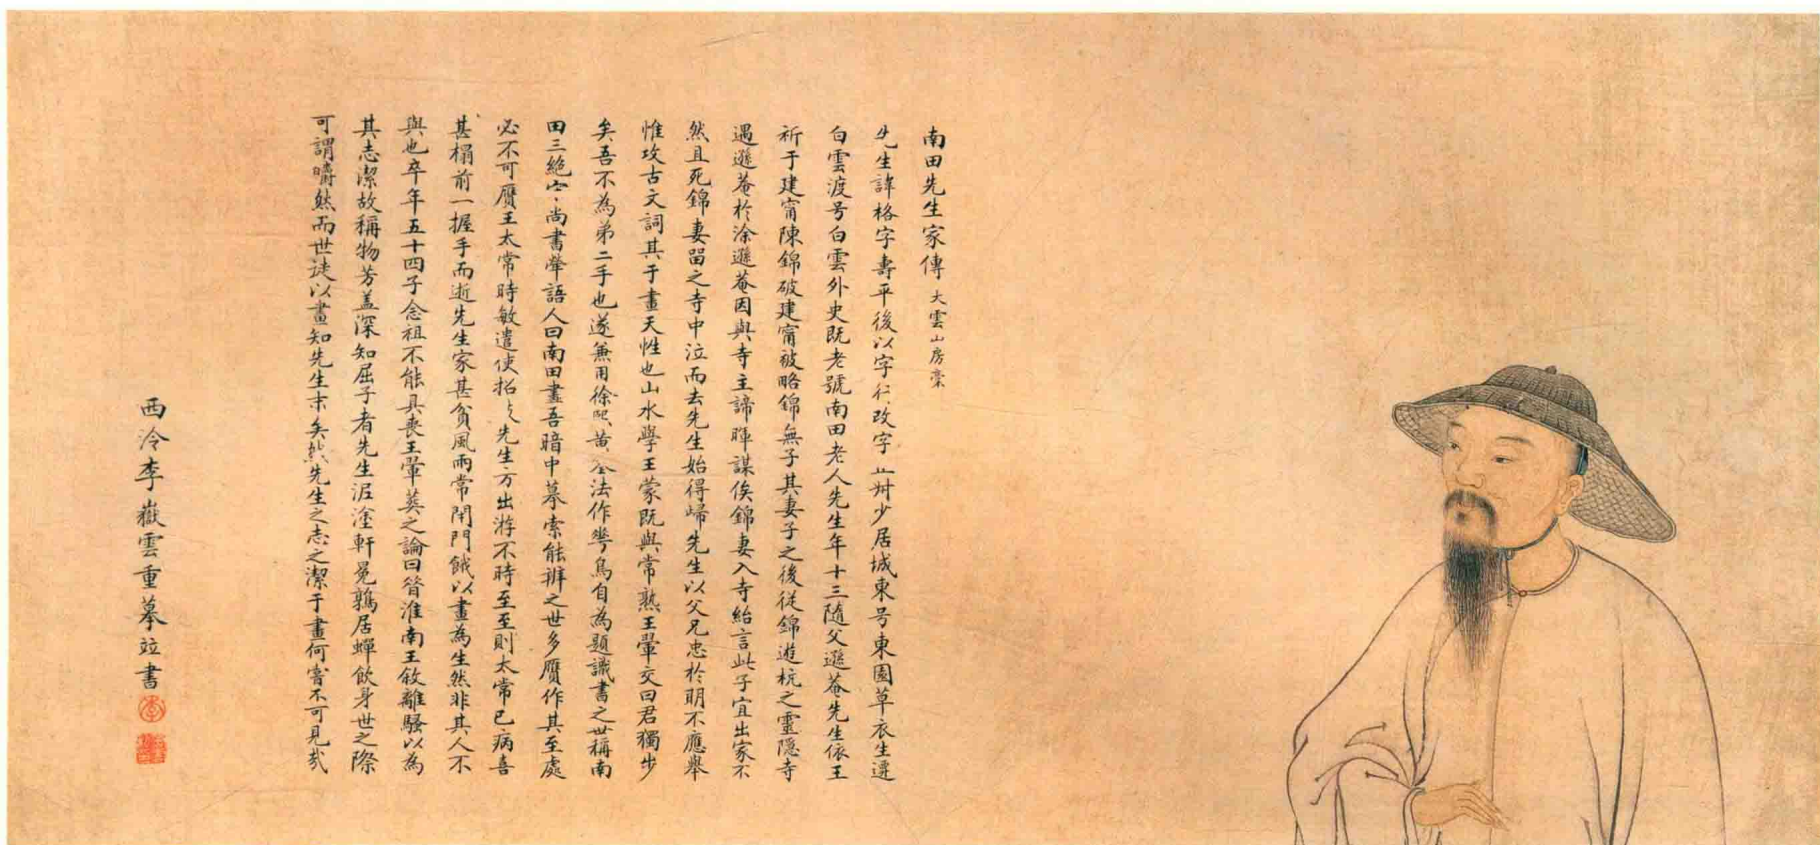 南田先生家傳 大雲山房稾
先生諱格字壽平後以字行改字正叔少居城東号東園草衣生遷
白雲渡号白雲外史既老號南田老人先生年十三隨父遜菴先生依王
祈于建甯陳錦破建甯被略錦無子其妻子之後從錦遊杭之靈隠寺
遇遜菴於涂遜菴因與寺主諦暉謀俟錦妻入寺紿言此子宜出家不
然且死錦妻畱之寺中泣而去先生始得歸先生以父兄忠於明不應舉
惟攻古文詞其于畫天性也山水學王蒙既與常熟王翬交曰君獨步
矣吾不為弟二手也遂兼用徐熙黄筌法作花鳥自為題識書之世稱南
田三絶云尚書犖語人曰南田畫吾暗中摹索能辨之世多贗作其至處
必不可贗王太常時敏遣使招之先生方出游不時至至則太常已病喜
甚榻前一握手而逝先生家甚貧風雨常閉門餓以畫為生然非其人不
與也卒年五十四子念祖不能具喪王翬葬之論曰昝淮南王敘離騷以為
其志潔故稱物芳盖深知屈子者先生泥塗軒冕鶉居蟬飲身世之際
可謂皭然而世徒以畫知先生末矣然先生之志之潔于畫何嘗不可見哉
西泠李嶽雲重摹竝書